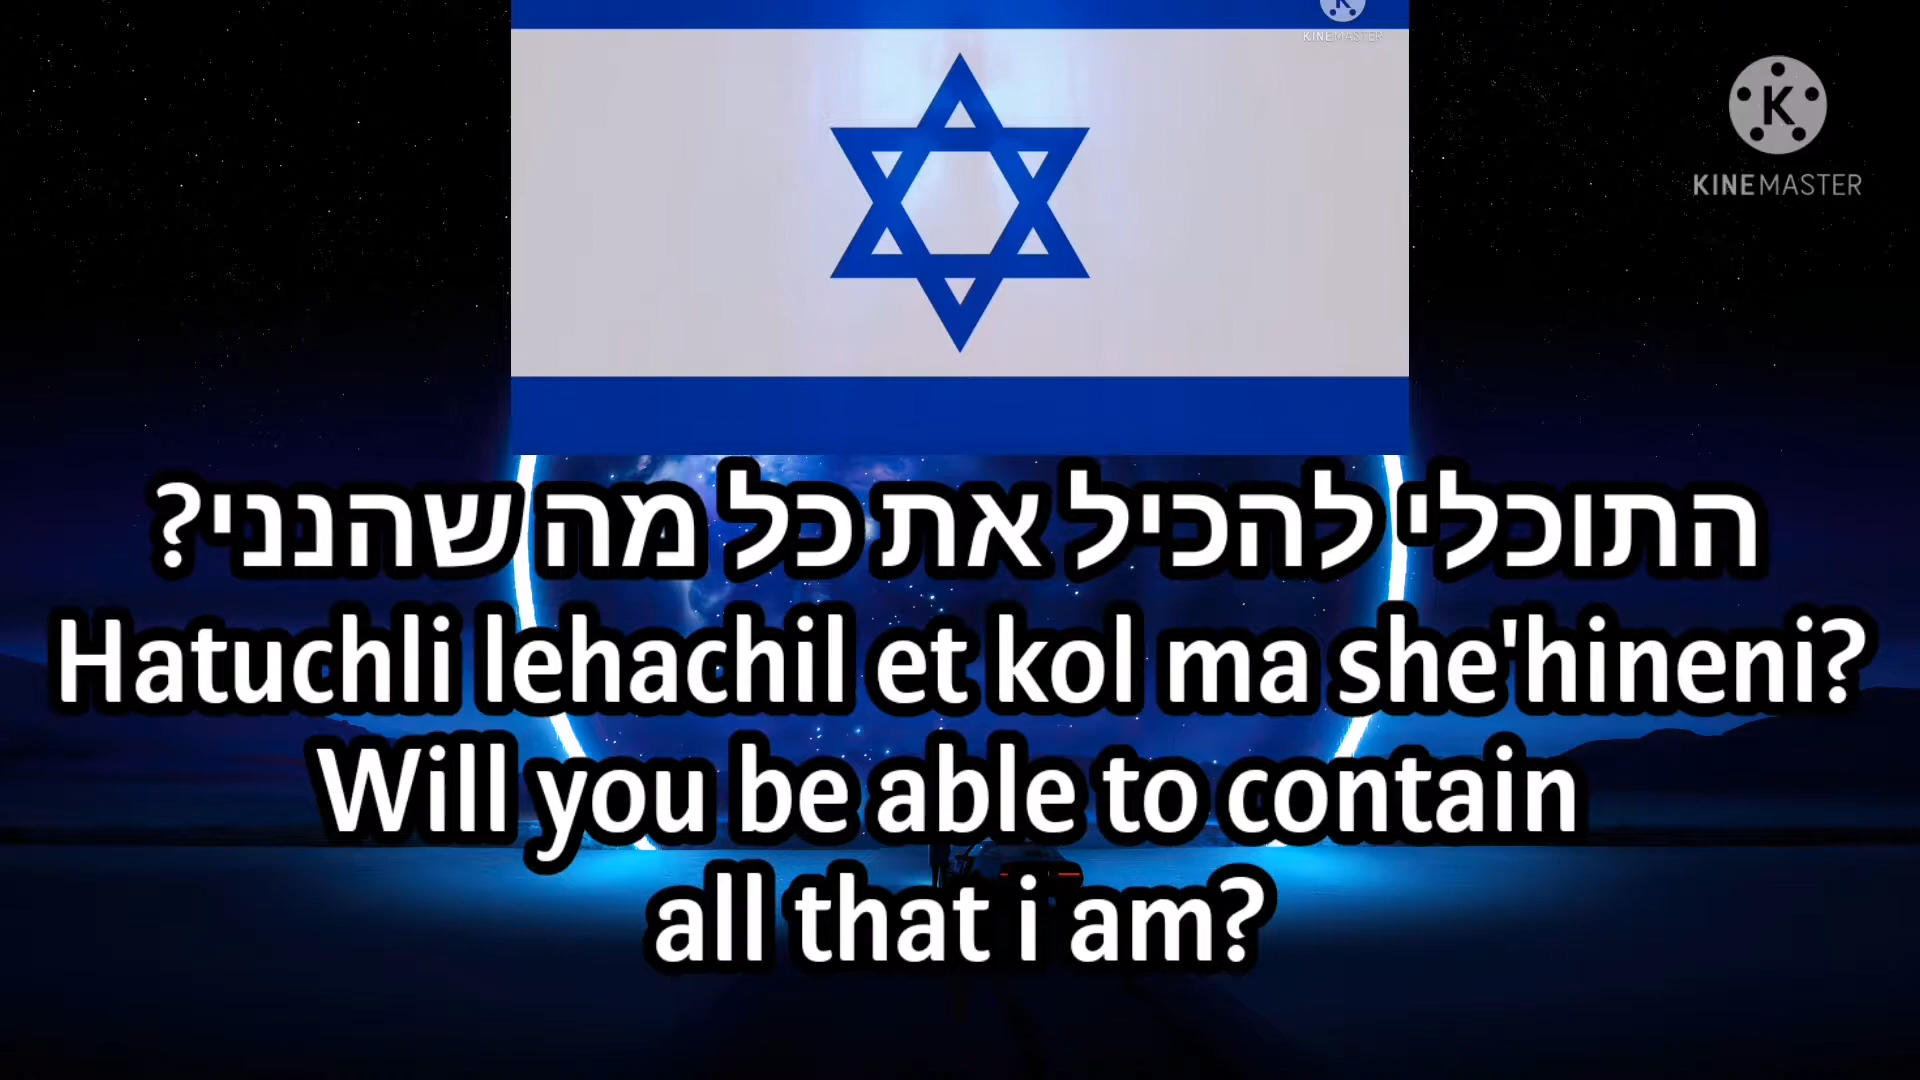 K
KINEMASTER
K
KINEMASTER
התוכלי להכיל את כל מה שהנני?
Hatuchli lehachil et kol ma she'hineni?
Will you be able to contain
all that i am?